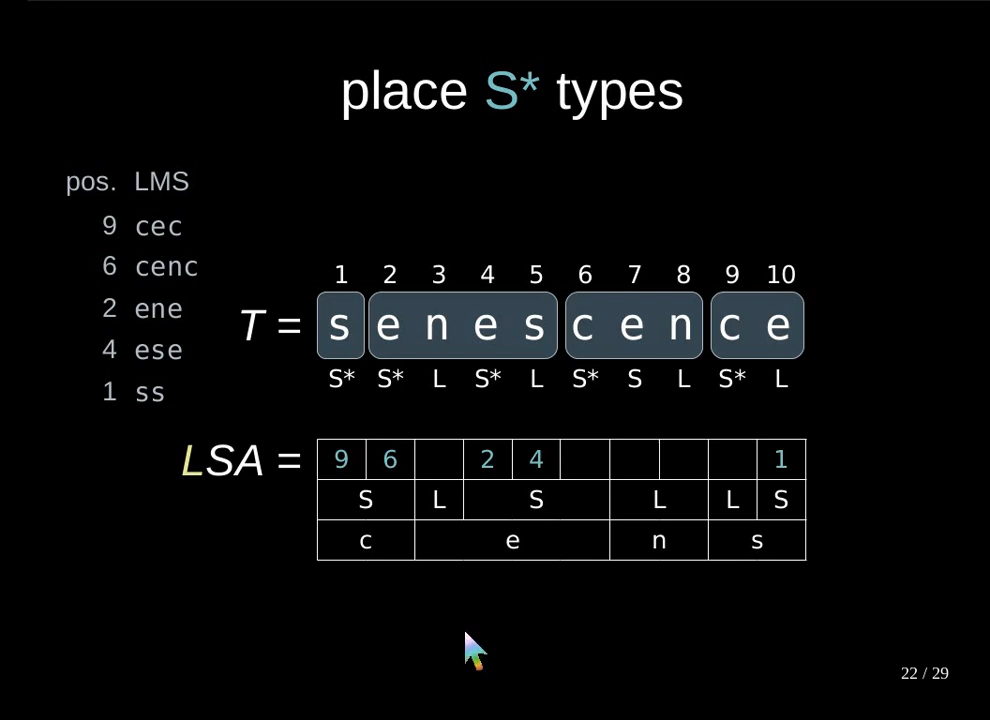 place S* types
pos. LMS
9 cec
6 cenc
2 ene
4 ese
1 ss
1 2 3 4 5 6 7 8 9 10
T = s e n e s c e n c e
S* S* L S* L S* S L S* L
LSA = 9 6 2 4 1
S L S L L S
c e n s
22 / 29